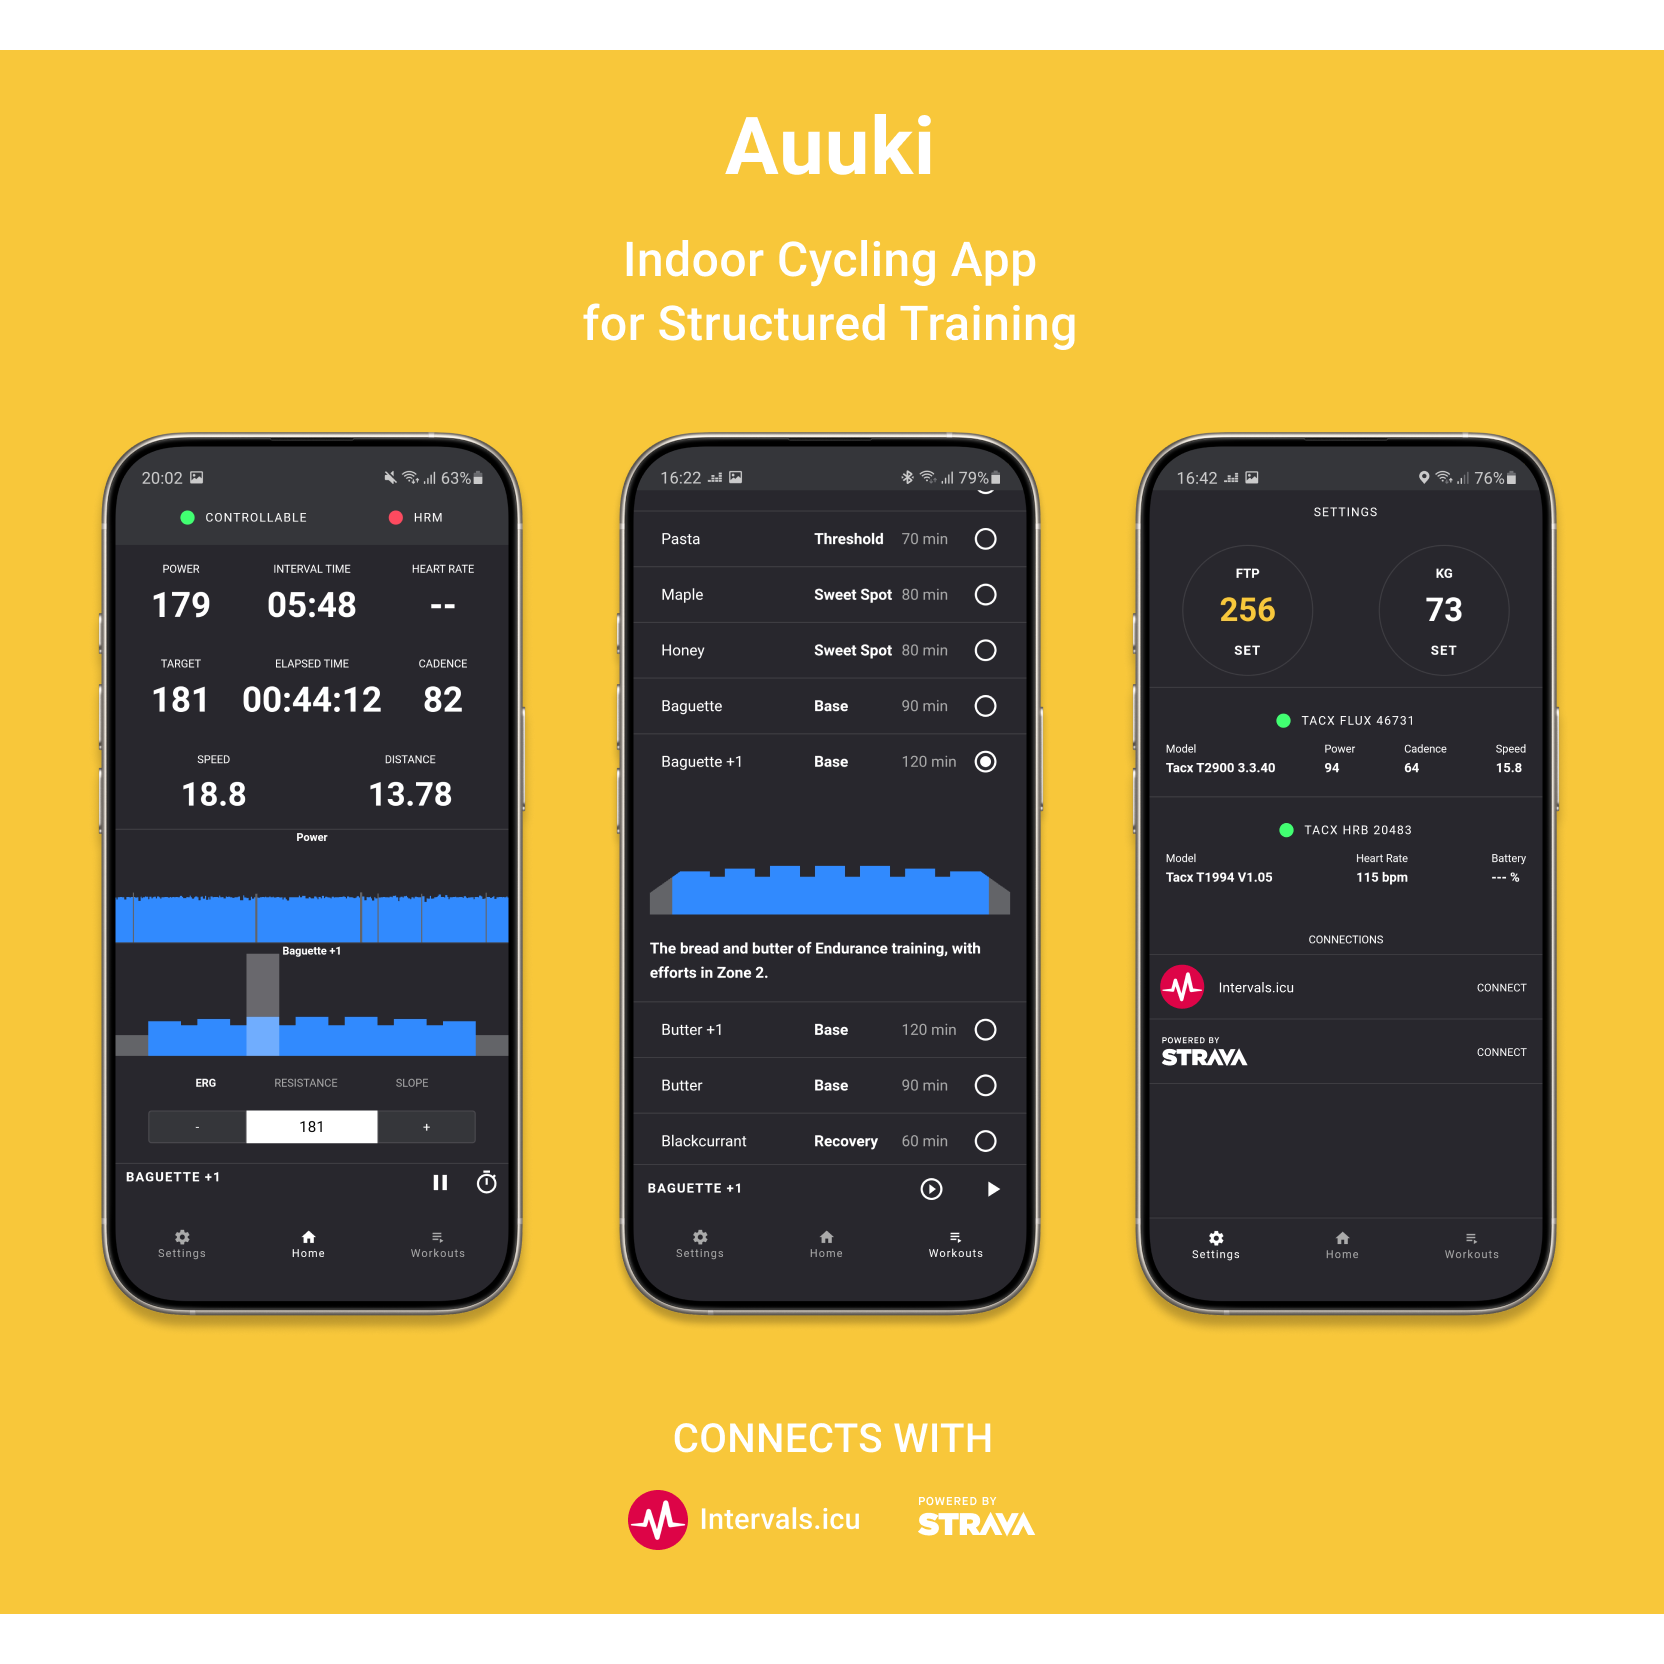 Auuki
Indoor Cycling App
for Structured Training
20:02 63%
CONTROLLABLE HRM
POWER INTERVAL TIME HEART RATE
179 05:48 --
TARGET ELAPSED TIME CADENCE
181 00:44:12 82
SPEED DISTANCE
18.8 13.78
Power
Baguette +1
ERG RESISTANCE SLOPE
- 181 +
BAGUETTE +1
Settings Home Workouts
16:22 79%
Pasta Threshold 70 min
Maple Sweet Spot 80 min
Honey Sweet Spot 80 min
Baguette Base 90 min
Baguette +1 Base 120 min
The bread and butter of Endurance training, with
efforts in Zone 2.
Butter +1 Base 120 min
Butter Base 90 min
Blackcurrant Recovery 60 min
BAGUETTE +1
Settings Home Workouts
16:42 76%
SETTINGS
FTP KG
256 73
SET SET
TACX FLUX 46731
Model Power Cadence Speed
Tacx T2900 3.3.40 94 64 15.8
TACX HRB 20483
Model Heart Rate Battery
Tacx T1994 V1.05 115 bpm --- %
CONNECTIONS
Intervals.icu CONNECT
POWERED BY
STRAVA CONNECT
Settings Home Workouts
CONNECTS WITH
Intervals.icu
POWERED BY
STRAVA